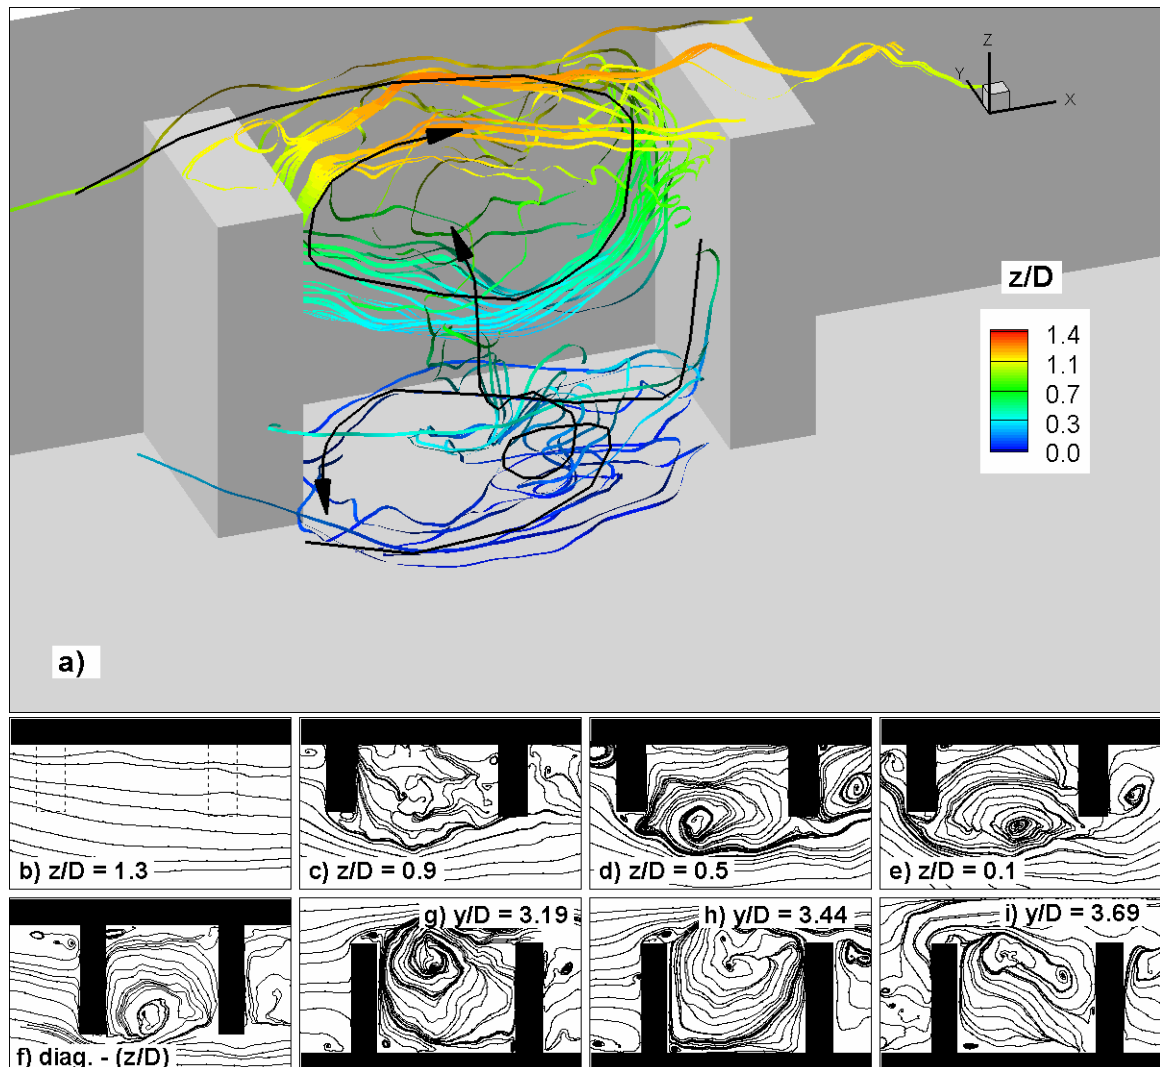 Z
Y
X
z/D
1.4
1.1
0.7
0.3
0.0
a)
b) z/D = 1.3
c) z/D = 0.9
d) z/D = 0.5
e) z/D = 0.1
f) diag. - (z/D)
g) y/D = 3.19
h) y/D = 3.44
i) y/D = 3.69